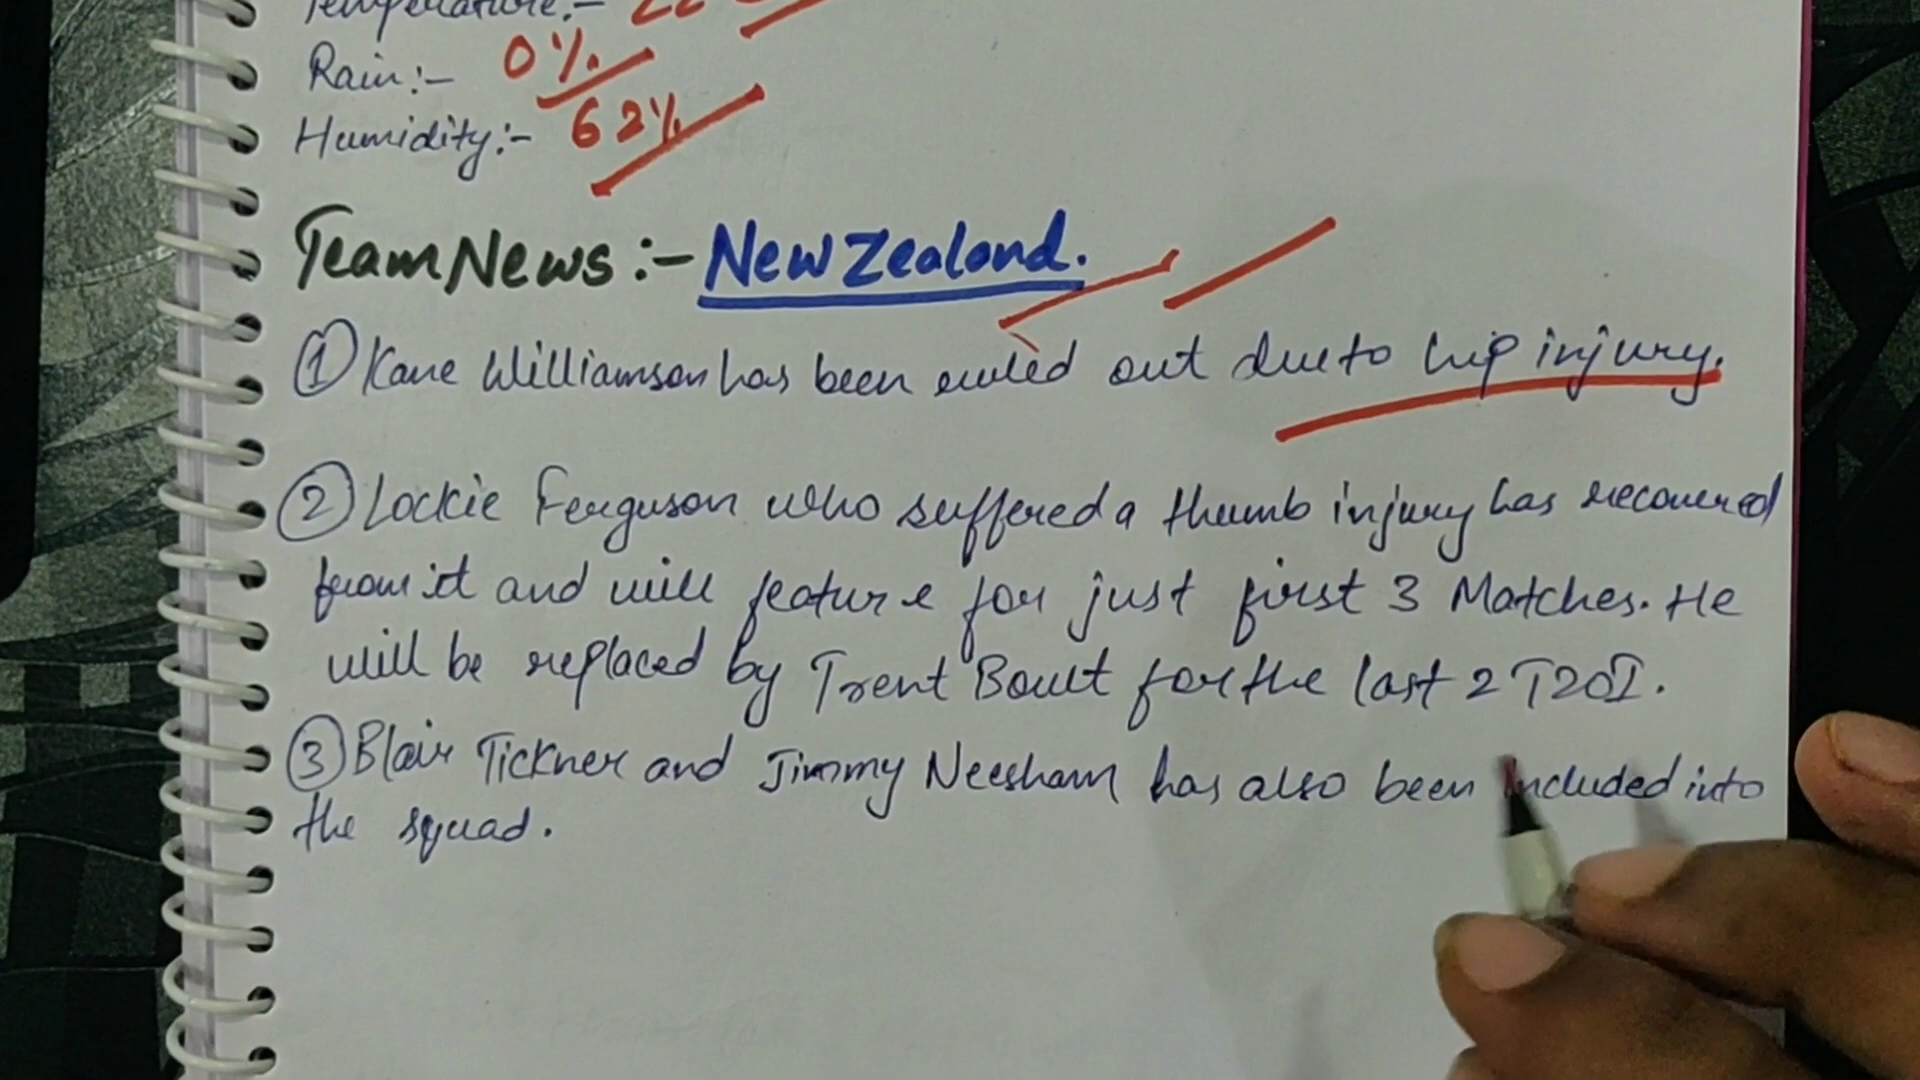 Temperature:- 22
Rain:- 0%
Humidity:- 62%
Team News:- New Zealand.
① Kane Williamson has been ruled out due to hip injury.
② Lockie Ferguson who suffered a thumb injury has recovered
from it and will feature for just first 3 Matches. He
will be replaced by Trent Boult for the last 2 T20I.
③ Blair Tickner and Jimmy Neesham has also been included into
the squad.